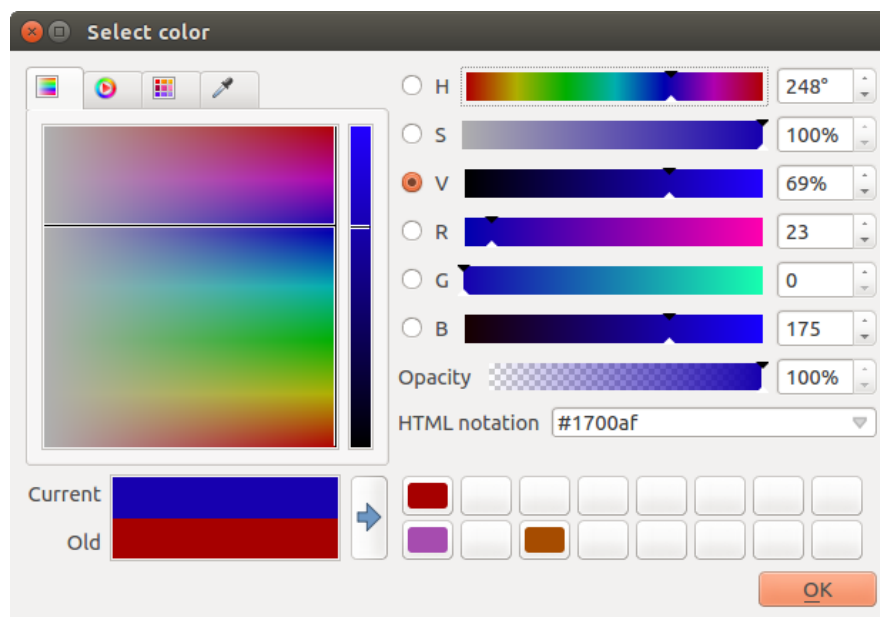 Select color
H 248°
S 100%
V 69%
R 23
G 0
B 175
Opacity 100%
HTML notation #1700af
Current
Old
OK